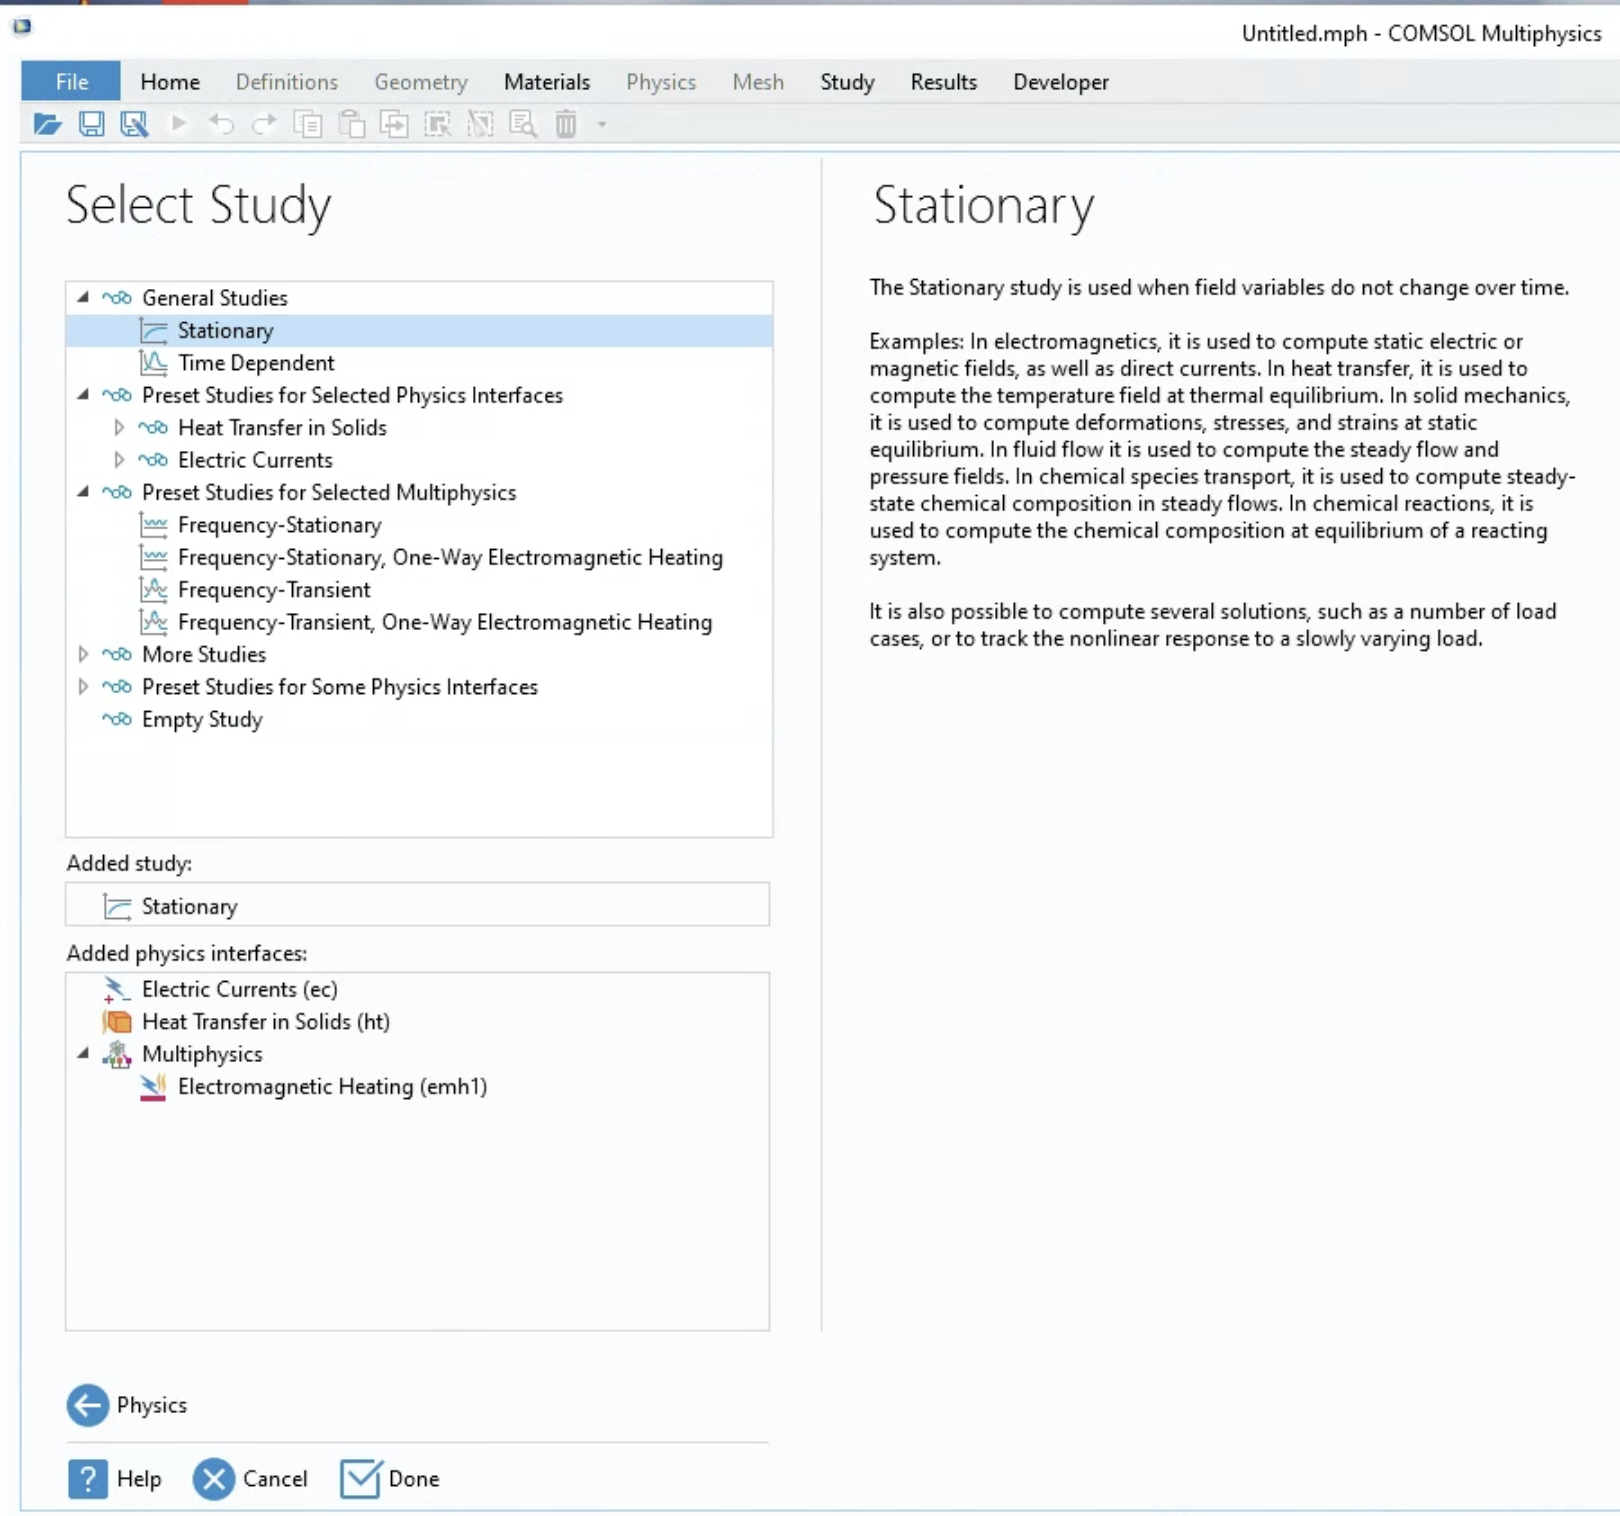 Untitled.mph - COMSOL Multiphysics
File Home Definitions Geometry Materials Physics Mesh Study Results Developer
Select Study
General Studies
Stationary
Time Dependent
Preset Studies for Selected Physics Interfaces
Heat Transfer in Solids
Electric Currents
Preset Studies for Selected Multiphysics
Frequency-Stationary
Frequency-Stationary, One-Way Electromagnetic Heating
Frequency-Transient
Frequency-Transient, One-Way Electromagnetic Heating
More Studies
Preset Studies for Some Physics Interfaces
Empty Study
Added study:
Stationary
Added physics interfaces:
Electric Currents (ec)
Heat Transfer in Solids (ht)
Multiphysics
Electromagnetic Heating (emh1)
Physics
? Help Cancel Done
Stationary
The Stationary study is used when field variables do not change over time.
Examples: In electromagnetics, it is used to compute static electric or
magnetic fields, as well as direct currents. In heat transfer, it is used to
compute the temperature field at thermal equilibrium. In solid mechanics,
it is used to compute deformations, stresses, and strains at static
equilibrium. In fluid flow it is used to compute the steady flow and
pressure fields. In chemical species transport, it is used to compute steady-
state chemical composition in steady flows. In chemical reactions, it is
used to compute the chemical composition at equilibrium of a reacting
system.
It is also possible to compute several solutions, such as a number of load
cases, or to track the nonlinear response to a slowly varying load.